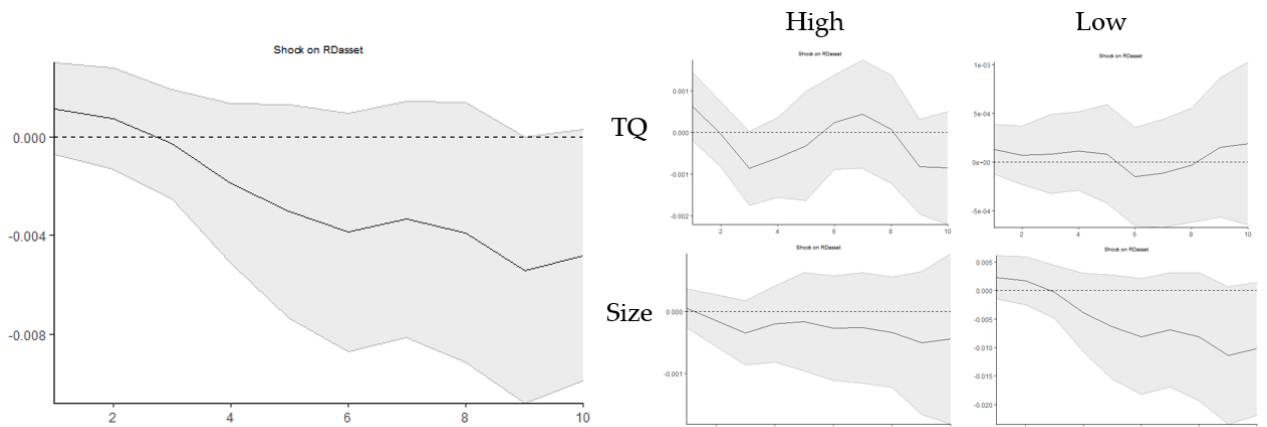 High Low
Shock on RDasset
0.000
-0.004
-0.008
2 4 6 8 10
TQ
Shock on RDasset
0.001
0.000
-0.001
-0.002
2 4 6 8 10
Shock on RDasset
1e-03
5e-04
0e+00
-5e-04
2 4 6 8 10
Size
Shock on RDasset
0.000
-0.001
Shock on RDasset
0.005
0.000
-0.005
-0.010
-0.015
-0.020